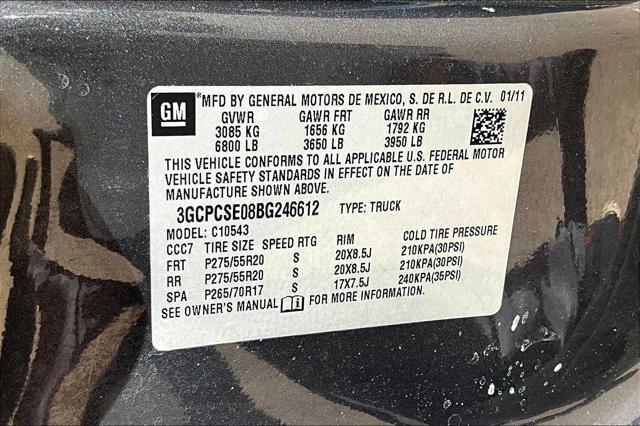 GM
®MFD BY GENERAL MOTORS DE MEXICO, S. DE R.L. DE C.V. 01/11
GVWR GAWR FRT GAWR RR
3085 KG 1656 KG 1792 KG
6800 LB 3650 LB 3950 LB
THIS VEHICLE CONFORMS TO ALL APPLICABLE U.S. FEDERAL MOTOR
VEHICLE SAFETY STANDARDS IN EFFECT ON THE DATE OF
MANUFACTURE SHOWN ABOVE.
3GCPCSE08BG246612 TYPE: TRUCK
MODEL: C10543
CCC7 TIRE SIZE SPEED RTG RIM COLD TIRE PRESSURE
FRT P275/55R20 S 20X8.5J 210KPA(30PSI)
RR P275/55R20 S 20X8.5J 210KPA(30PSI)
SPA P265/70R17 S 17X7.5J 240KPA(35PSI)
SEE OWNER'S MANUAL FOR MORE INFORMATION.